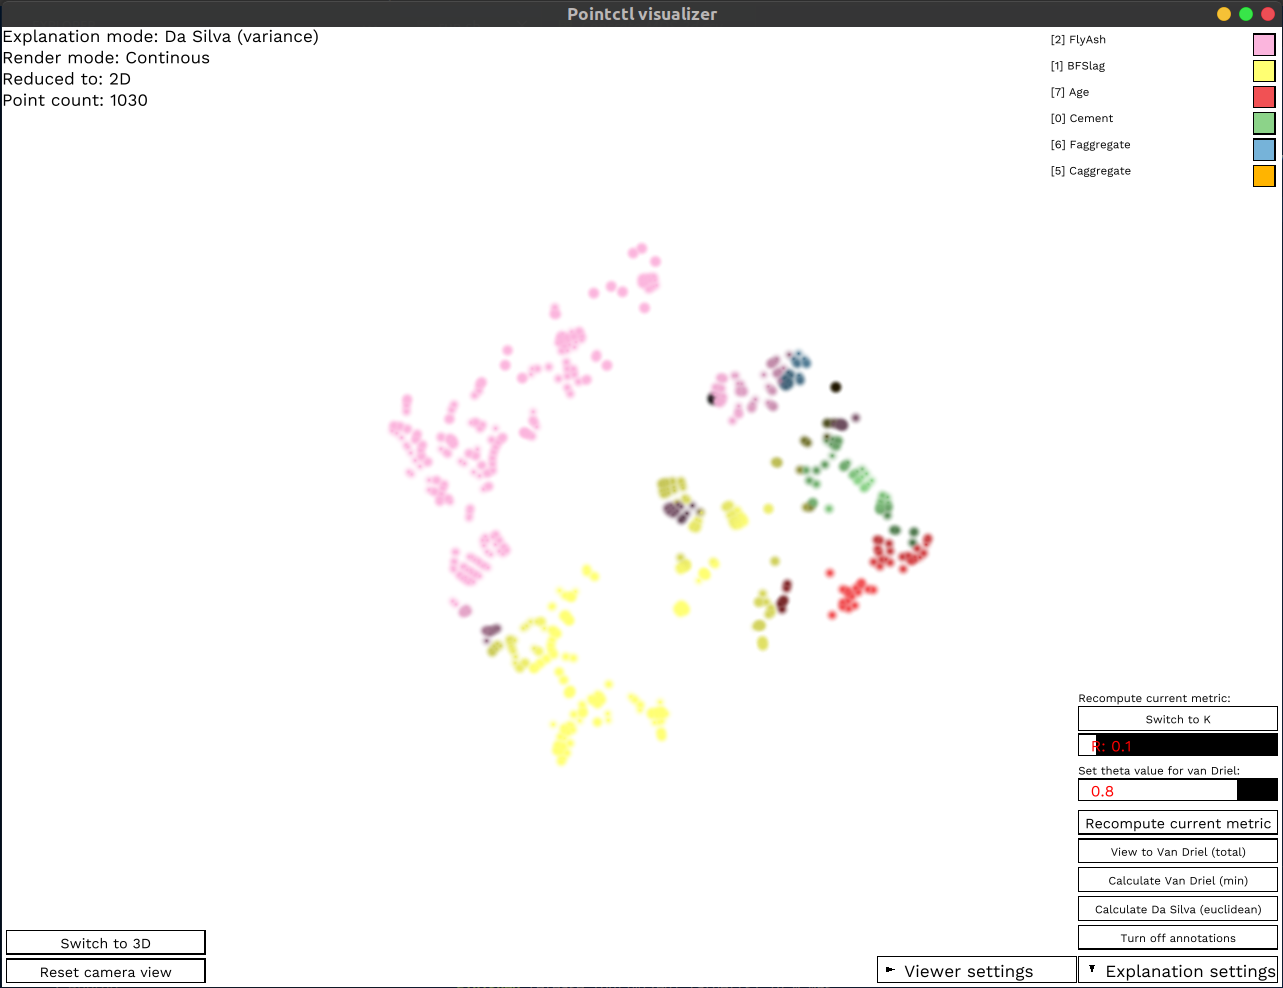 Pointctl visualizer
Explanation mode: Da Silva (variance)
Render mode: Continous
Reduced to: 2D
Point count: 1030
[2] FlyAsh
[1] BFSlag
[7] Age
[0] Cement
[6] Faggregate
[5] Caggregate
Recompute current metric:
Switch to K
R: 0.1
Set theta value for van Driel:
0.8
Recompute current metric
View to Van Driel (total)
Calculate Van Driel (min)
Calculate Da Silva (euclidean)
Turn off annotations
Switch to 3D
Reset camera view
Viewer settings
Explanation settings